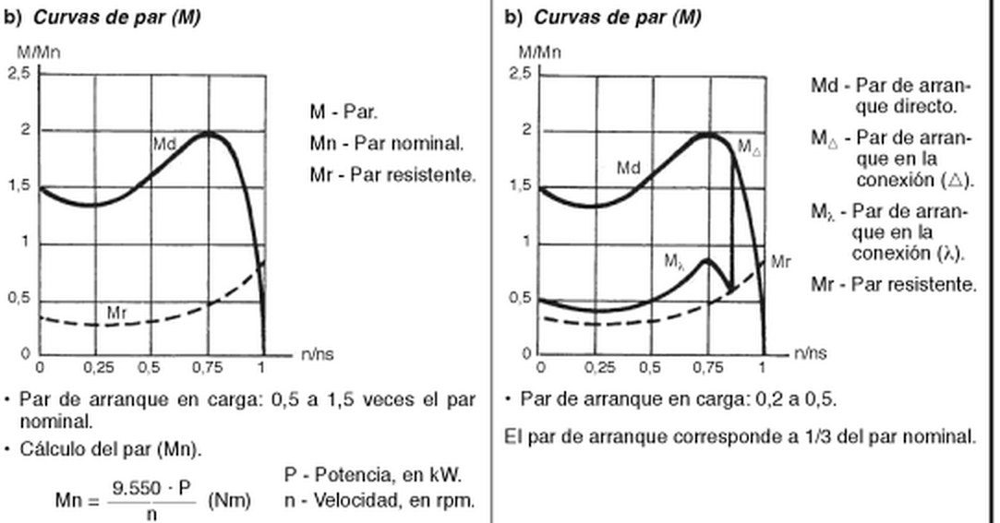 b) Curvas de par (M)
M/Mn
2,5
2
1,5
1
0,5
0
Md
Mr
0 0,25 0,5 0,75 1
n/ns
M - Par.
Mn - Par nominal.
Mr - Par resistente.
• Par de arranque en carga: 0,5 a 1,5 veces el par
nominal.
• Cálculo del par (Mn).
Mn = 9.550 · P / n (Nm)
P - Potencia, en kW.
n - Velocidad, en rpm.
b) Curvas de par (M)
M/Mn
2,5
2
1,5
1
0,5
0
Md
M△
Mλ
Mr
0 0,25 0,5 0,75 1
n/ns
Md - Par de arran-
que directo.
M△ - Par de arran-
que en la
conexión (△).
Mλ - Par de arran-
que en la
conexión (λ).
Mr - Par resistente.
• Par de arranque en carga: 0,2 a 0,5.
El par de arranque corresponde a 1/3 del par nominal.